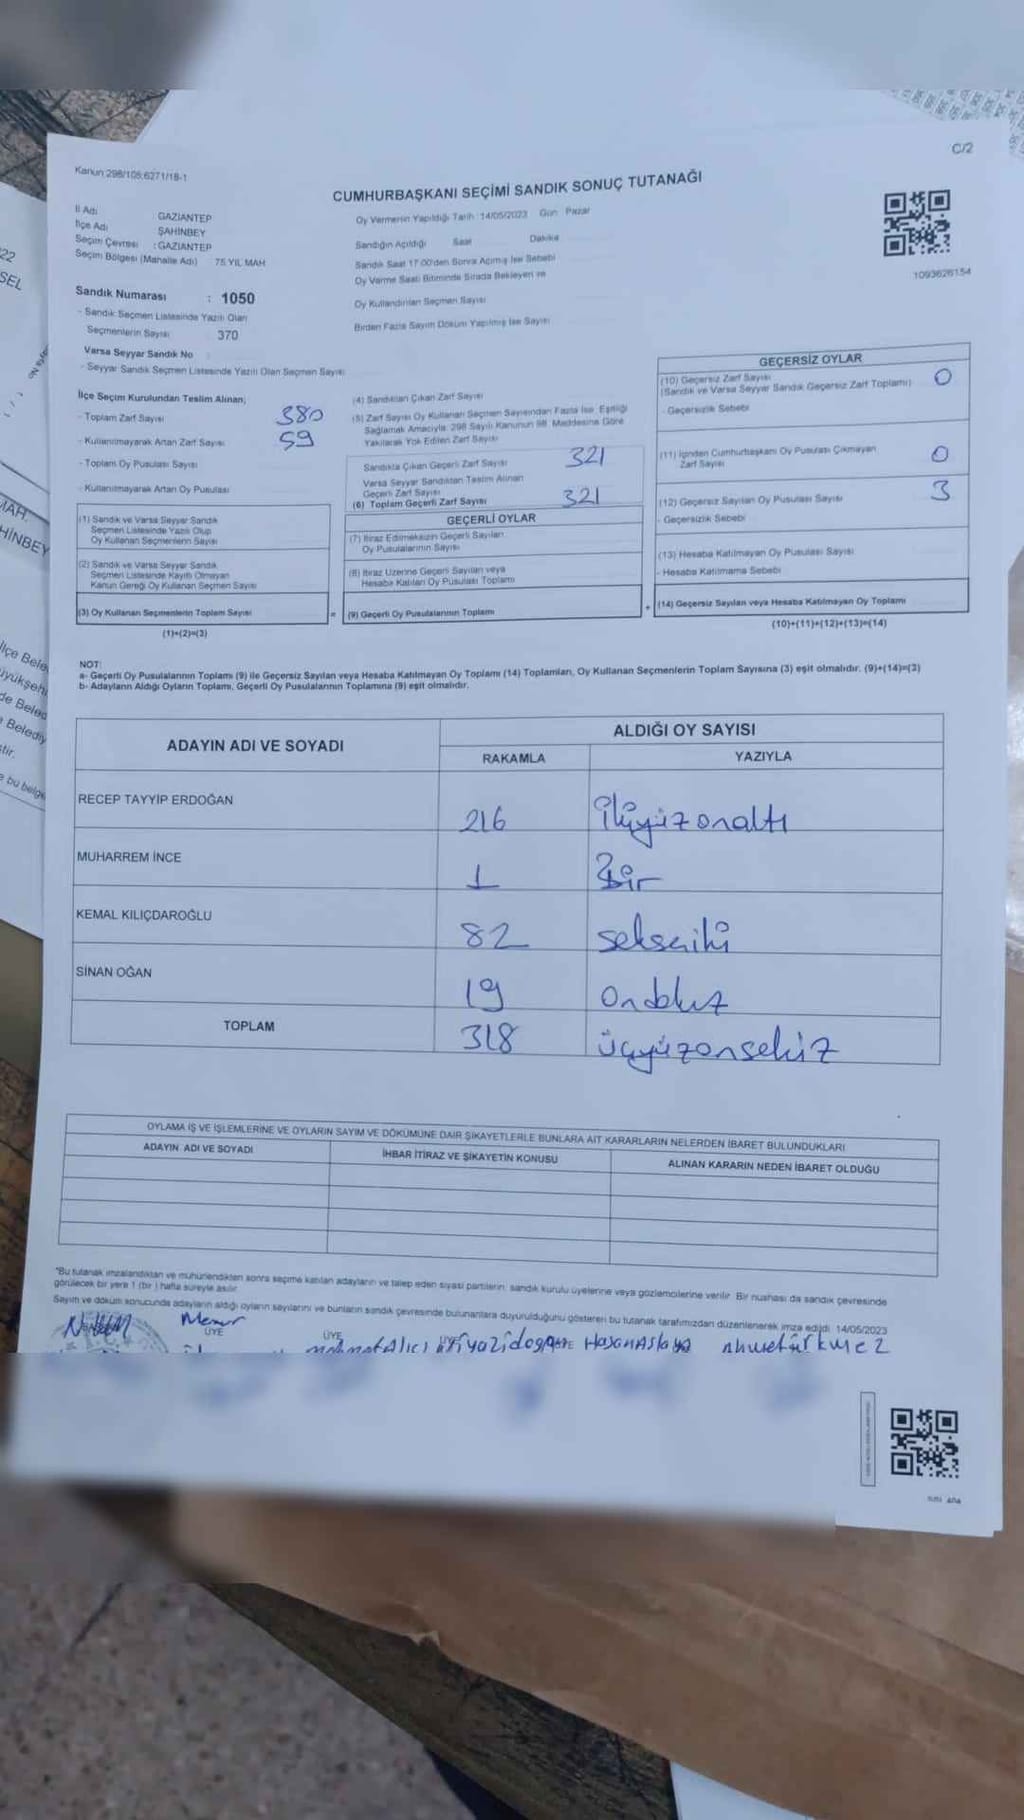 C/2
Kanun:298/105;6271/18-1
CUMHURBAŞKANI SEÇİMİ SANDIK SONUÇ TUTANAĞI
İl Adı GAZİANTEP
İlçe Adı ŞAHİNBEY
Seçim Çevresi : GAZİANTEP
Seçim Bölgesi (Mahalle Adı) 75.YIL MAH
Sandık Numarası : 1050
- Sandık Seçmen Listesinde Yazılı Olan
Seçmenlerin Sayısı 370
Varsa Seyyar Sandık No
- Seyyar Sandık Seçmen Listesinde Yazılı Olan Seçmen Sayısı
Oy Vermenin Yapıldığı Tarih : 14/05/2023 Gün : Pazar
Sandığın Açıldığı Saat Dakika
Sandık Saat 17:00'den Sonra Açılmış İse Sebebi
Oy Verme Saati Bitiminde Sırada Bekleyen ve
Oy Kullandırılan Seçmen Sayısı
Birden Fazla Sayım Döküm Yapılmış İse Sayısı
1093626154
İlçe Seçim Kurulundan Teslim Alınan;
- Toplam Zarf Sayısı 380
- Kullanılmayarak Artan Zarf Sayısı 59
- Toplam Oy Pusulası Sayısı
- Kullanılmayarak Artan Oy Pusulası
(1) Sandık ve Varsa Seyyar Sandık
Seçmen Listesinde Yazılı Olup
Oy Kullanan Seçmenlerin Sayısı
(2) Sandık ve Varsa Seyyar Sandık
Seçmen Listesinde Kayıtlı Olmayan
Kanun Gereği Oy Kullanan Seçmen Sayısı
(3) Oy Kullanan Seçmenlerin Toplam Sayısı
(1)+(2)=(3)
(4) Sandıktan Çıkan Zarf Sayısı
(5) Zarf Sayısı Oy Kullanan Seçmen Sayısından Fazla İse, Eşitliği
Sağlamak Amacıyla 298 Sayılı Kanunun 98. Maddesine Göre
Yakılarak Yok Edilen Zarf Sayısı
Sandıkta Çıkan Geçerli Zarf Sayısı 321
Varsa Seyyar Sandıktan Teslim Alınan
Geçerli Zarf Sayısı
(6) Toplam Geçerli Zarf Sayısı 321
GEÇERLİ OYLAR
(7) İtiraz Edilmeksizin Geçerli Sayılan
Oy Pusulalarının Sayısı
(8) İtiraz Üzerine Geçerli Sayılan veya
Hesaba Katılan Oy Pusulası Toplamı
= (9) Geçerli Oy Pusulalarının Toplamı
GEÇERSİZ OYLAR
(10) Geçersiz Zarf Sayısı 0
(Sandık ve Varsa Seyyar Sandık Geçersiz Zarf Toplamı)
- Geçersizlik Sebebi
(11) İçinden Cumhurbaşkanı Oy Pusulası Çıkmayan 0
Zarf Sayısı
(12) Geçersiz Sayılan Oy Pusulası Sayısı 3
- Geçersizlik Sebebi
(13) Hesaba Katılmayan Oy Pusulası Sayısı
- Hesaba Katılmama Sebebi
+ (14) Geçersiz Sayılan veya Hesaba Katılmayan Oy Toplamı
(10)+(11)+(12)+(13)=(14)
NOT:
a- Geçerli Oy Pusulalarının Toplamı (9) ile Geçersiz Sayılan veya Hesaba Katılmayan Oy Toplamı (14) Toplamları, Oy Kullanan Seçmenlerin Toplam Sayısına (3) eşit olmalıdır. (9)+(14)=(3)
b- Adayların Aldığı Oyların Toplamı, Geçerli Oy Pusulalarının Toplamına (9) eşit olmalıdır.
ADAYIN ADI VE SOYADI ALDIĞI OY SAYISI
RAKAMLA YAZIYLA
RECEP TAYYİP ERDOĞAN 216 İkiyüzonaltı
MUHARREM İNCE 1 Bir
KEMAL KILIÇDAROĞLU 82 seksеniki
SİNAN OĞAN 19 Ondokuz
TOPLAM 318 üçyüzonsekiz
OYLAMA İŞ VE İŞLEMLERİNE VE OYLARIN SAYIM VE DÖKÜMÜNE DAİR ŞİKAYETLERLE BUNLARA AİT KARARLARIN NELERDEN İBARET BULUNDUKLARI
ADAYIN ADI VE SOYADI İHBAR İTİRAZ VE ŞİKAYETİN KONUSU ALINAN KARARIN NEDEN İBARET OLDUĞU
*Bu tutanak imzalandıktan ve mühürlendikten sonra seçime katılan adayların ve talep eden siyasi partilerin, sandık kurulu üyelerine veya gözlemcilerine verilir. Bir nüshası da sandık çevresinde
görülecek bir yere 1 (bir) hafta süreyle asılır.
Sayım ve döküm sonucunda adayların aldığı oyların sayılarını ve bunların sandık çevresinde bulunanlara duyurulduğunu gösteren bu tutanak tarafımızdan düzenlenerek imza edildi. 14/05/2023
Memur
ÜYE
ÜYE
22
SEL
MAH.
HİNBEY